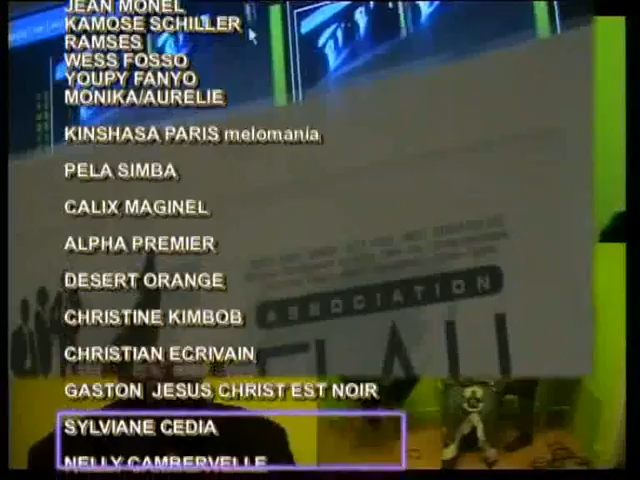 JEAN MONEL
KAMOSE SCHILLER
RAMSES
WESS FOSSO
YOUPY FANYO
MONIKA/AURELIE
KINSHASA PARIS melomania
PELA SIMBA
CALIX MAGINEL
ALPHA PREMIER
DESERT ORANGE
ASSOCIATION
CHRISTINE KIMBOB
CHRISTIAN ECRIVAIN
GASTON JESUS CHRIST EST NOIR
SYLVIANE CEDIA
NELLY CAMBERVELLE